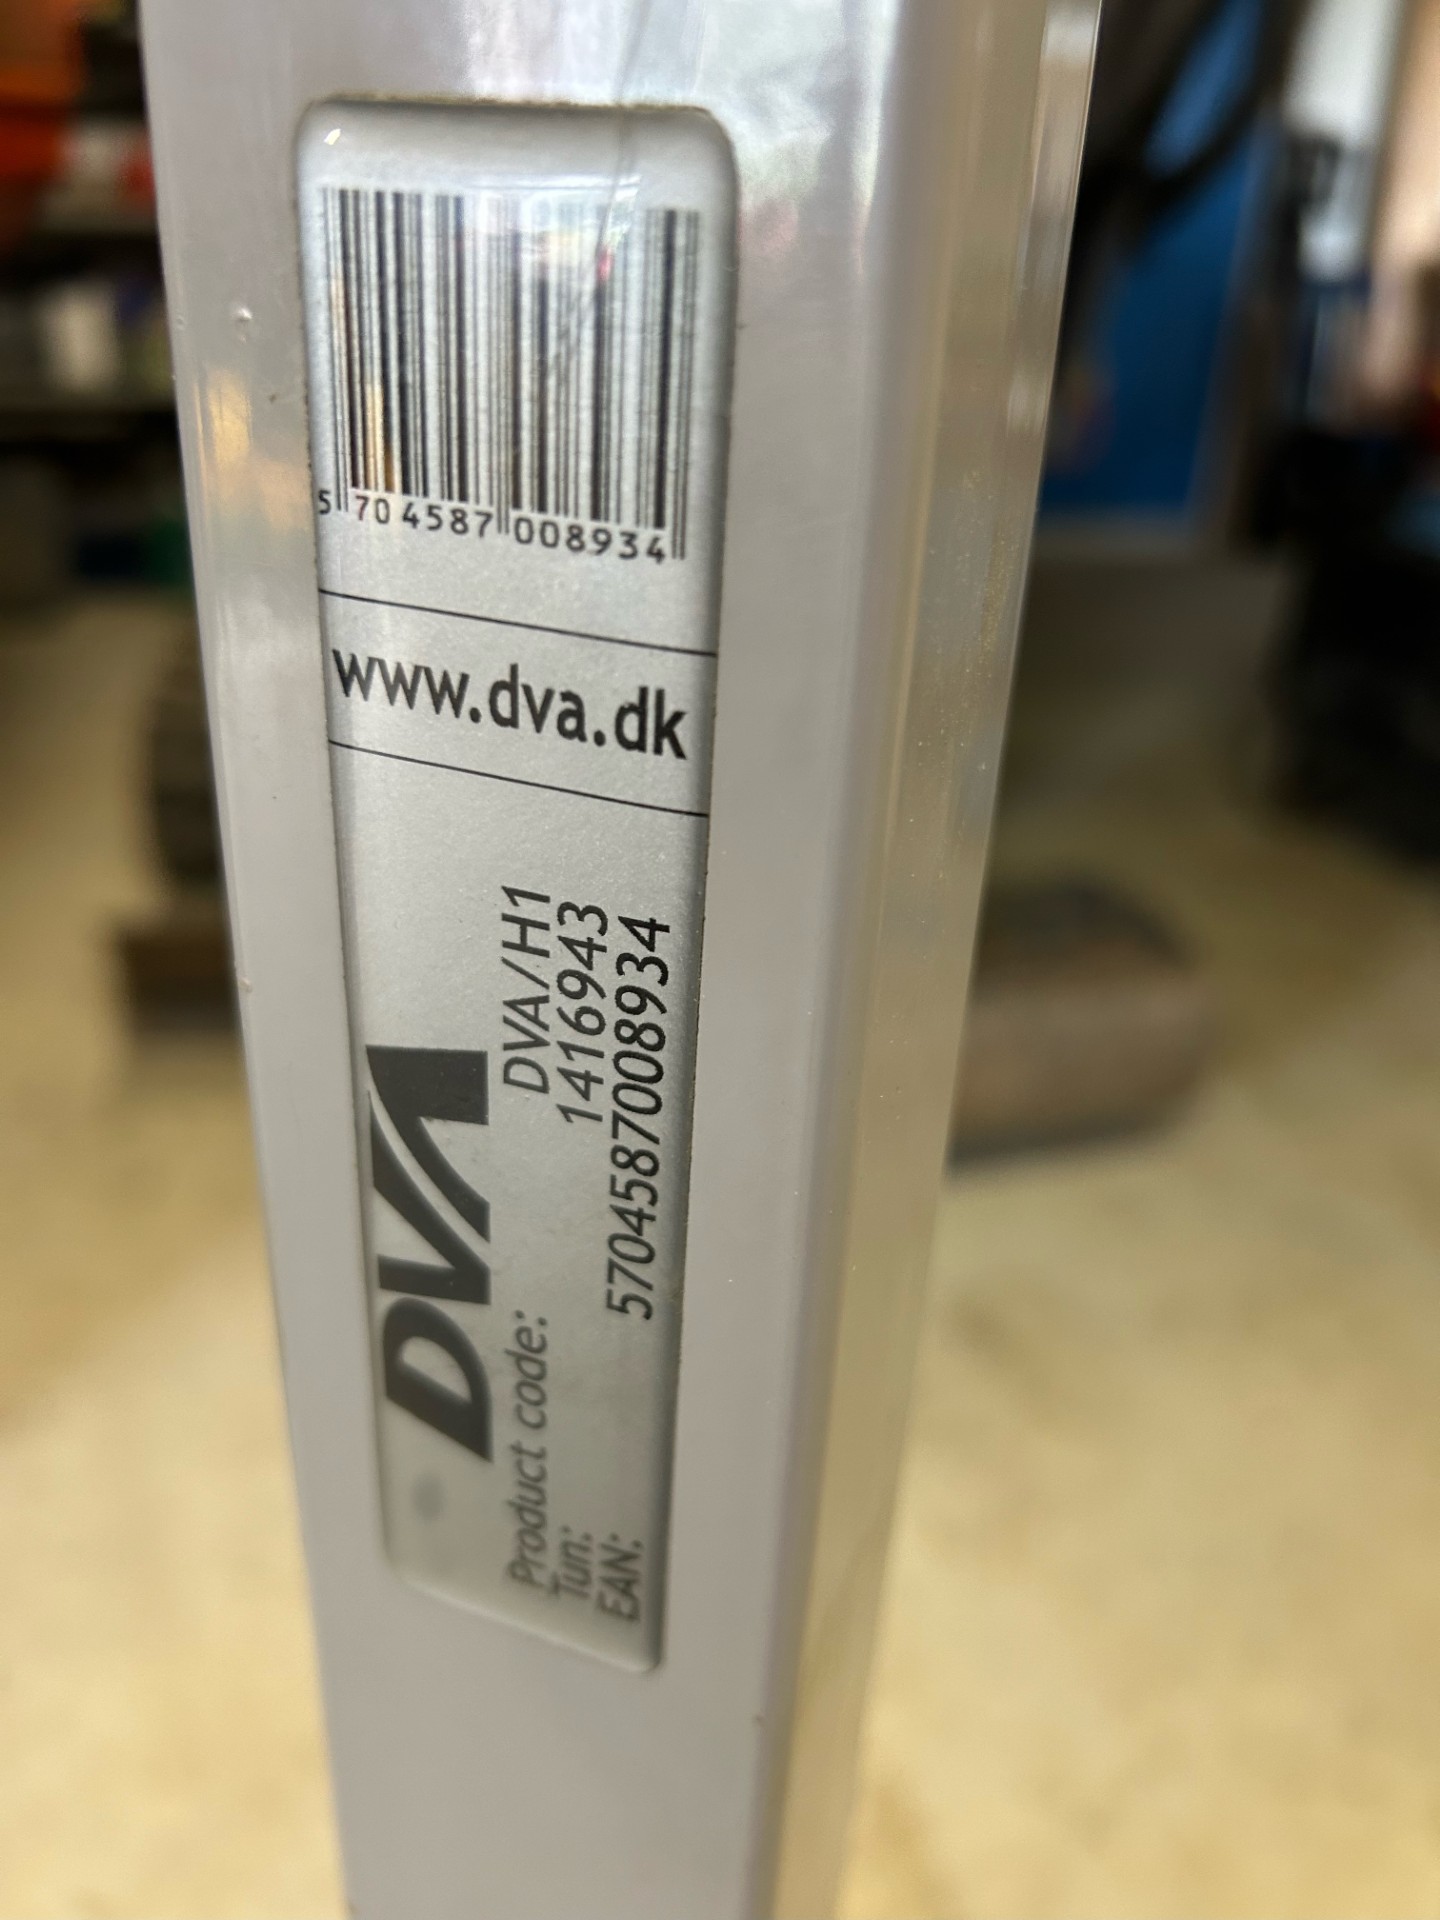 5 704587 008934
www.dva.dk
DVA
Product code: DVA/H1
Tun: 1416943
EAN: 5704587008934